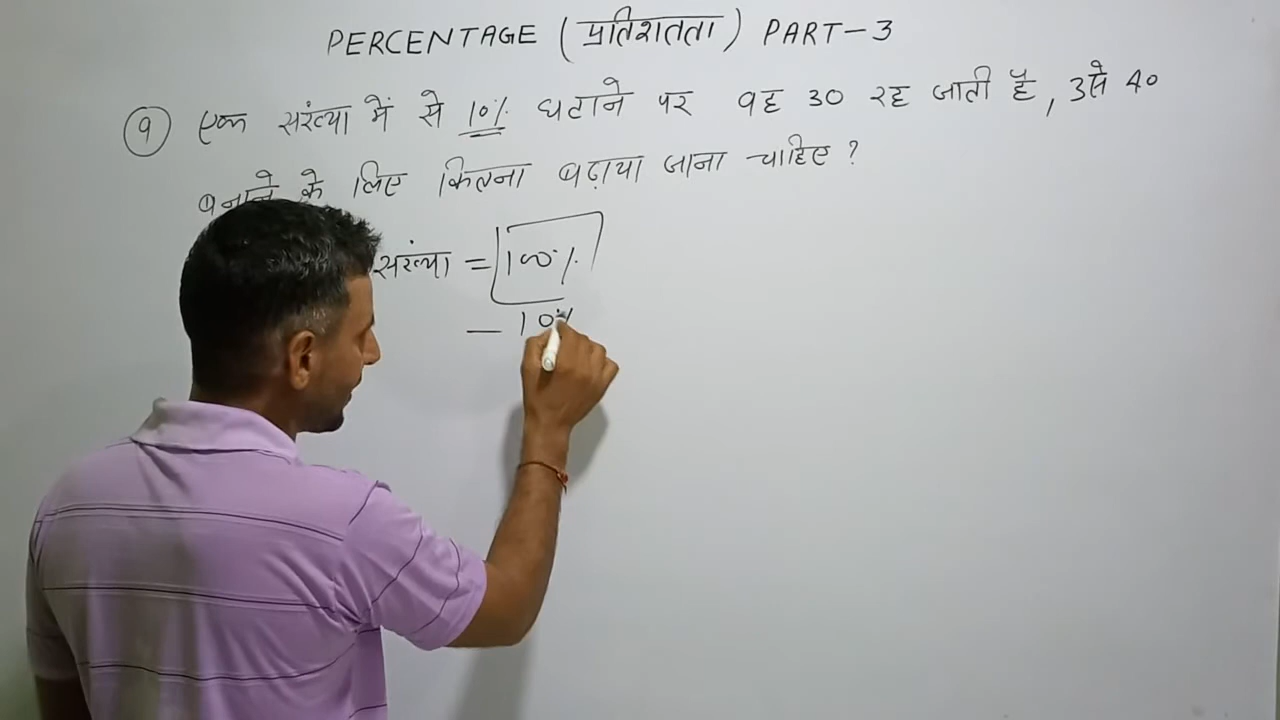 PERCENTAGE (प्रतिशतता) PART-3
9 एक संख्या में से 10% घटाने पर वह 30 रह जाती है, उसे 40
बनाने के लिए कितना बढ़ाया जाना चाहिए?
संख्या = 100%
- 10%